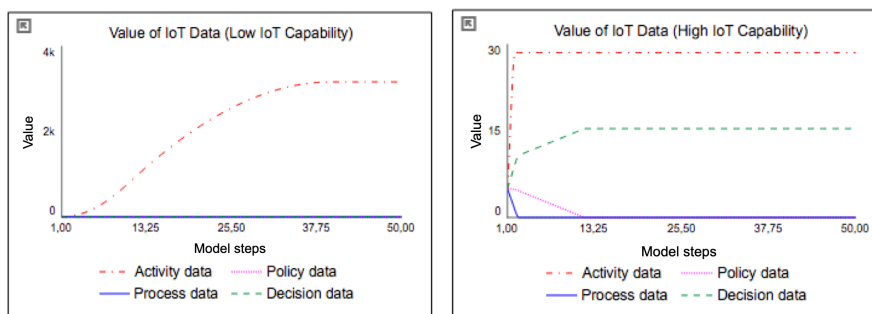 Value of IoT Data (Low IoT Capability)
4k
2k
0
Value
1,00 13,25 25,50 37,75 50,00
Model steps
Activity data Policy data
Process data Decision data
Value of IoT Data (High IoT Capability)
30
15
0
Value
1,00 13,25 25,50 37,75 50,00
Model steps
Activity data Policy data
Process data Decision data